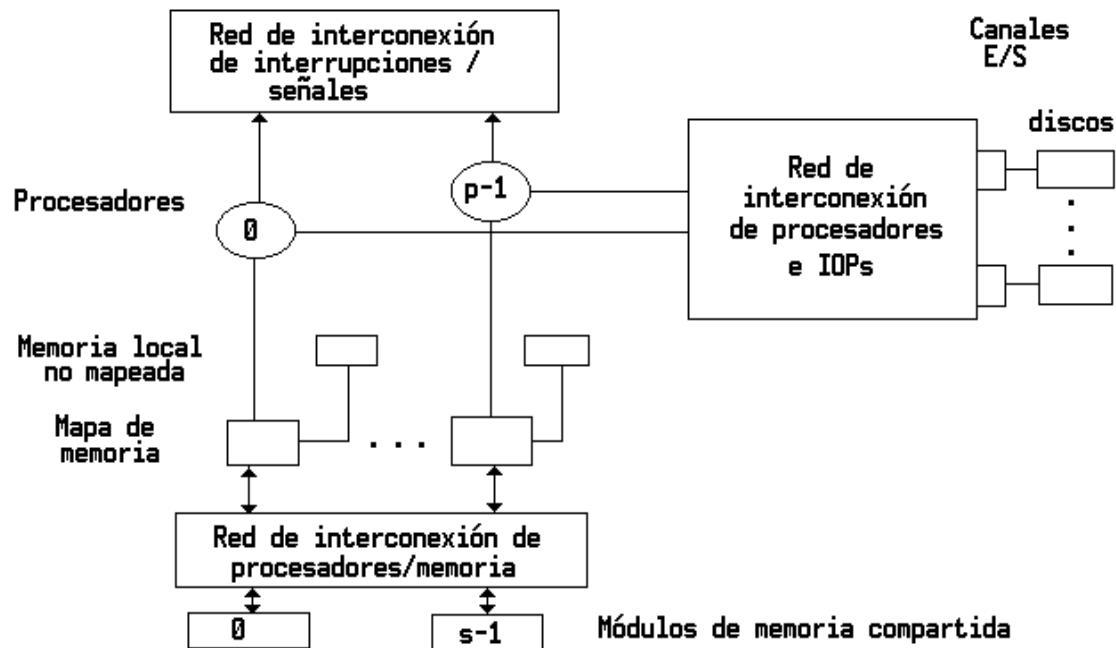 Red de interconexión
de interrupciones /
señales
Canales
E/S
discos
Procesadores
0
p-1
Red de
interconexión
de procesadores
e IOPs
.
.
.
Memoria local
no mapeada
Mapa de
memoria
. . .
Red de interconexión de
procesadores/memoria
0
s-1
Módulos de memoria compartida